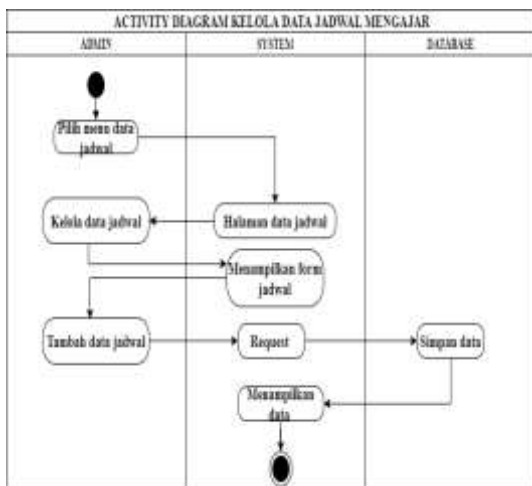 ACTIVITY DIAGRAM KELOLA DATA JADWAL MENGAJAR
ADMIN
SYSTEM
DATABASE
Pilih menu data
jadwal
Kelola data jadwal
Halaman data jadwal
Menampilkan form
jadwal
Tambah data jadwal
Request
Simpan data
Menampilkan
data